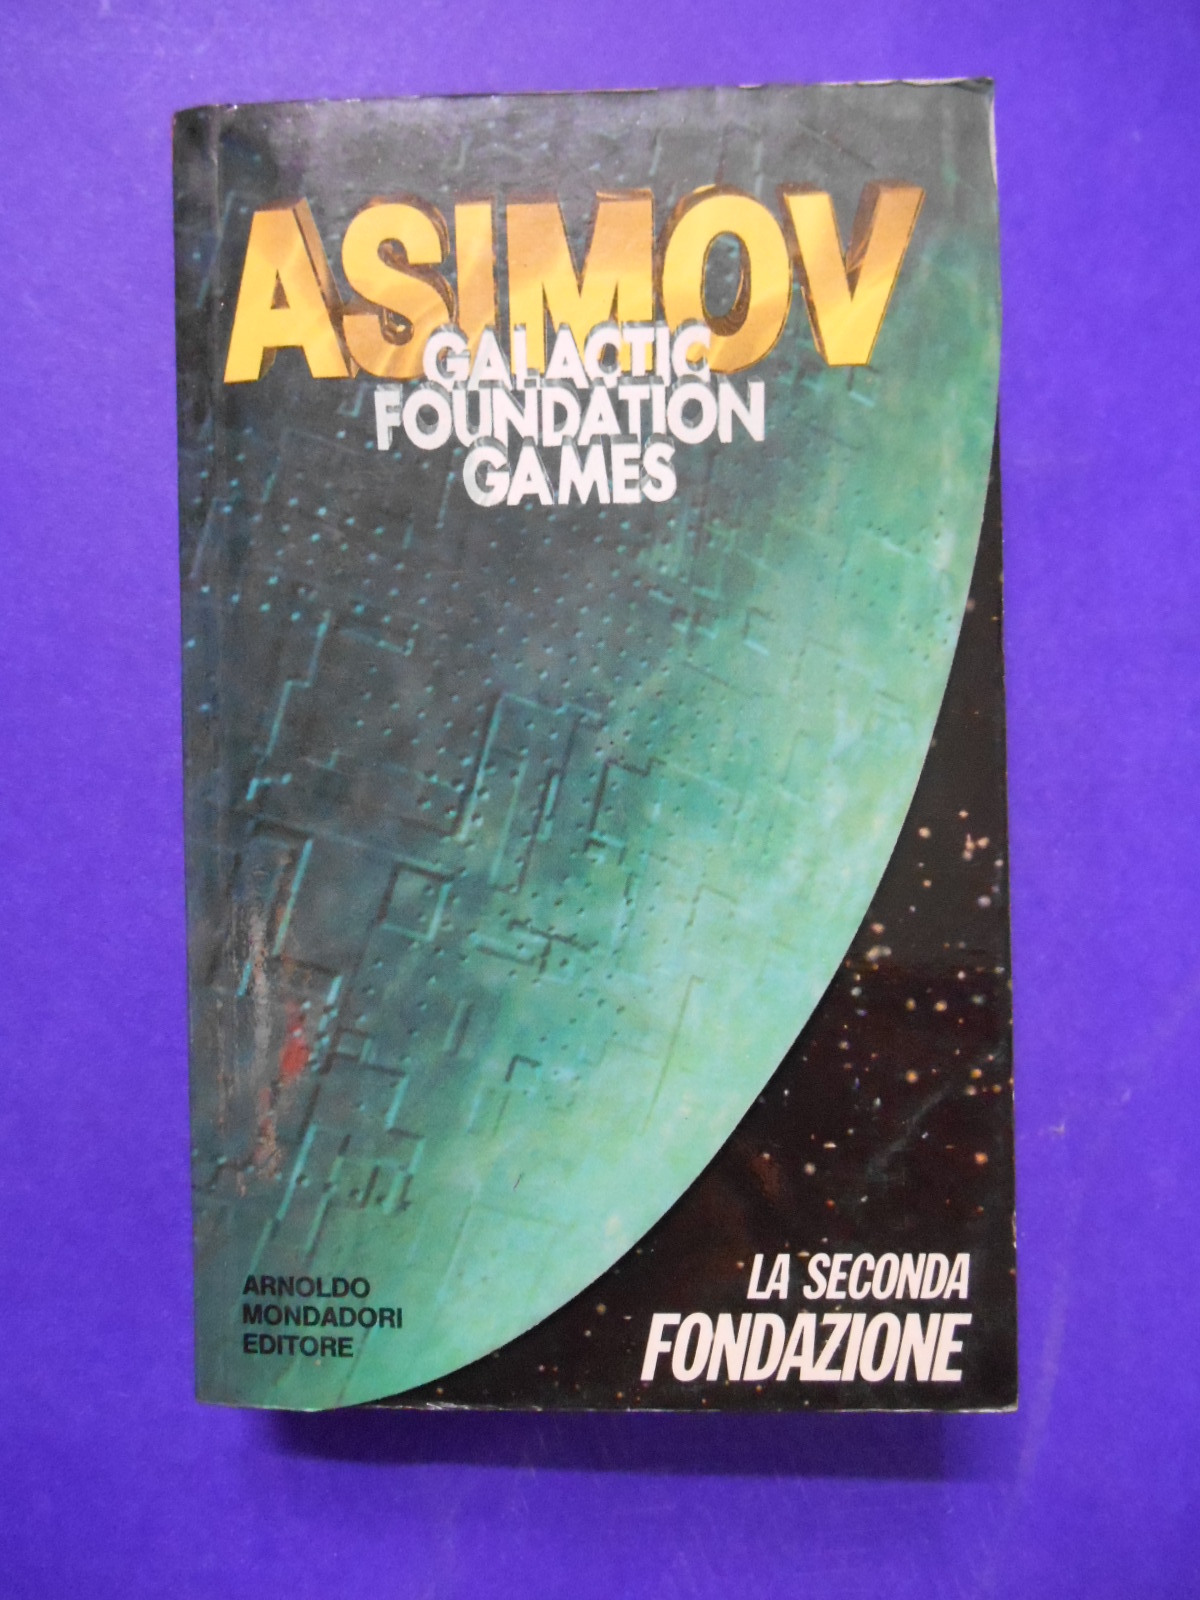 ASIMOV
GALACTIC
FOUNDATION
GAMES
ARNOLDO
MONDADORI
EDITORE
LA SECONDA
FONDAZIONE